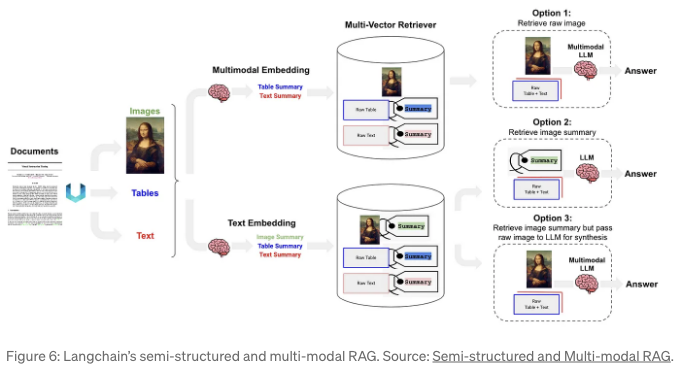 Documents
Images
Tables
Text
Multimodal Embedding
Table Summary
Text Summary
Text Embedding
Image Summary
Table Summary
Text Summary
Multi-Vector Retriever
Raw Table
Summary
Raw Text
Summary
Summary
Raw Table
Summary
Raw Text
Summary
Option 1:
Retrieve raw image
Multimodal
LLM
Raw
Table + Text
Answer
Option 2:
Retrieve image summary
Summary
LLM
Raw
Table + Text
Answer
Option 3:
Retrieve image summary but pass
raw image to LLM for synthesis
Multimodal
LLM
Raw
Table + Text
Answer
Figure 6: Langchain’s semi-structured and multi-modal RAG. Source: Semi-structured and Multi-modal RAG.